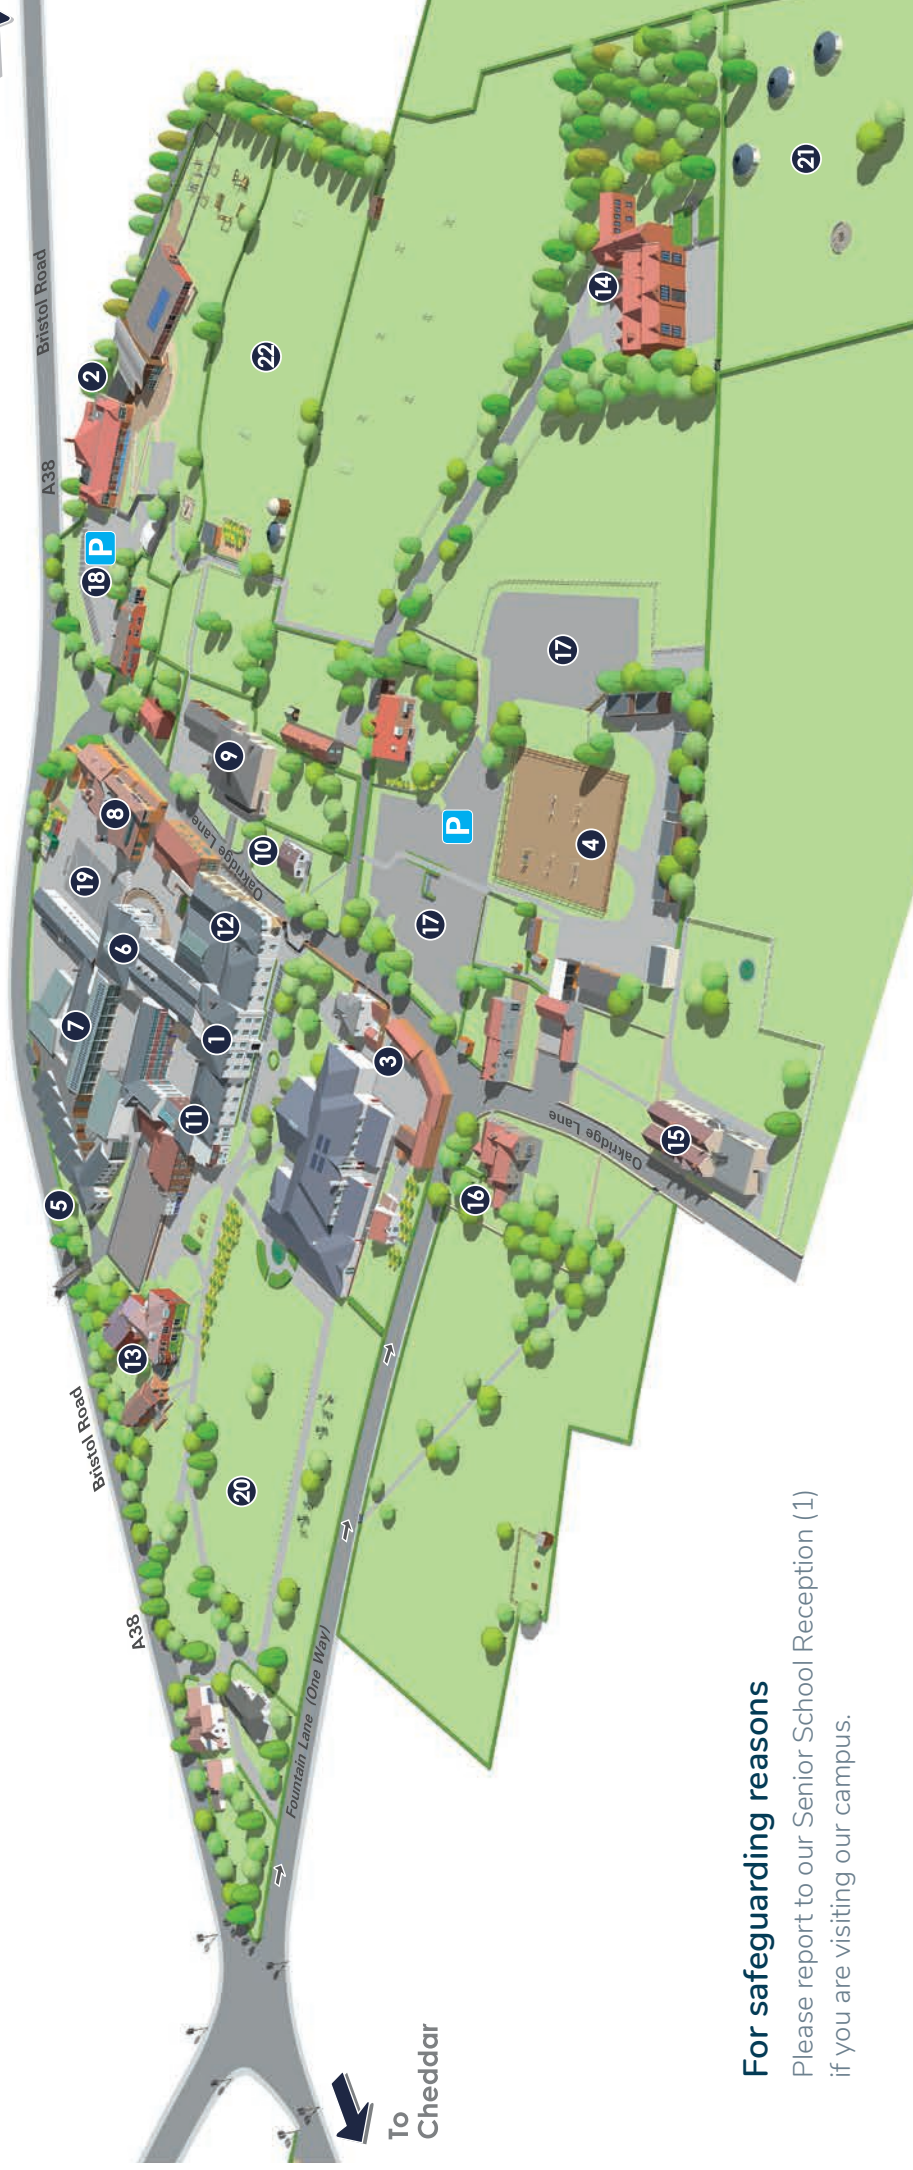 Bristol Road
A38
2
22
14
21
P
18
17
9
8
10
Oakridge Lane
19
6
12
7
1
11
5
3
P
4
17
13
16
Oakridge Lane
15
Bristol Road
20
A38
Fountain Lane (One Way)
To
Cheddar
For safeguarding reasons
Please report to our Senior School Reception (1)
if you are visiting our campus.